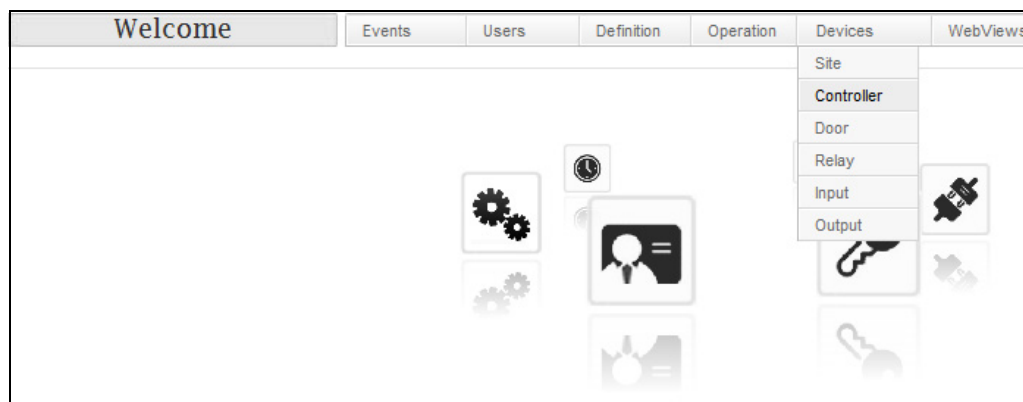 Welcome Events Users Definition Operation Devices WebViews
Site
Controller
Door
Relay
Input
Output